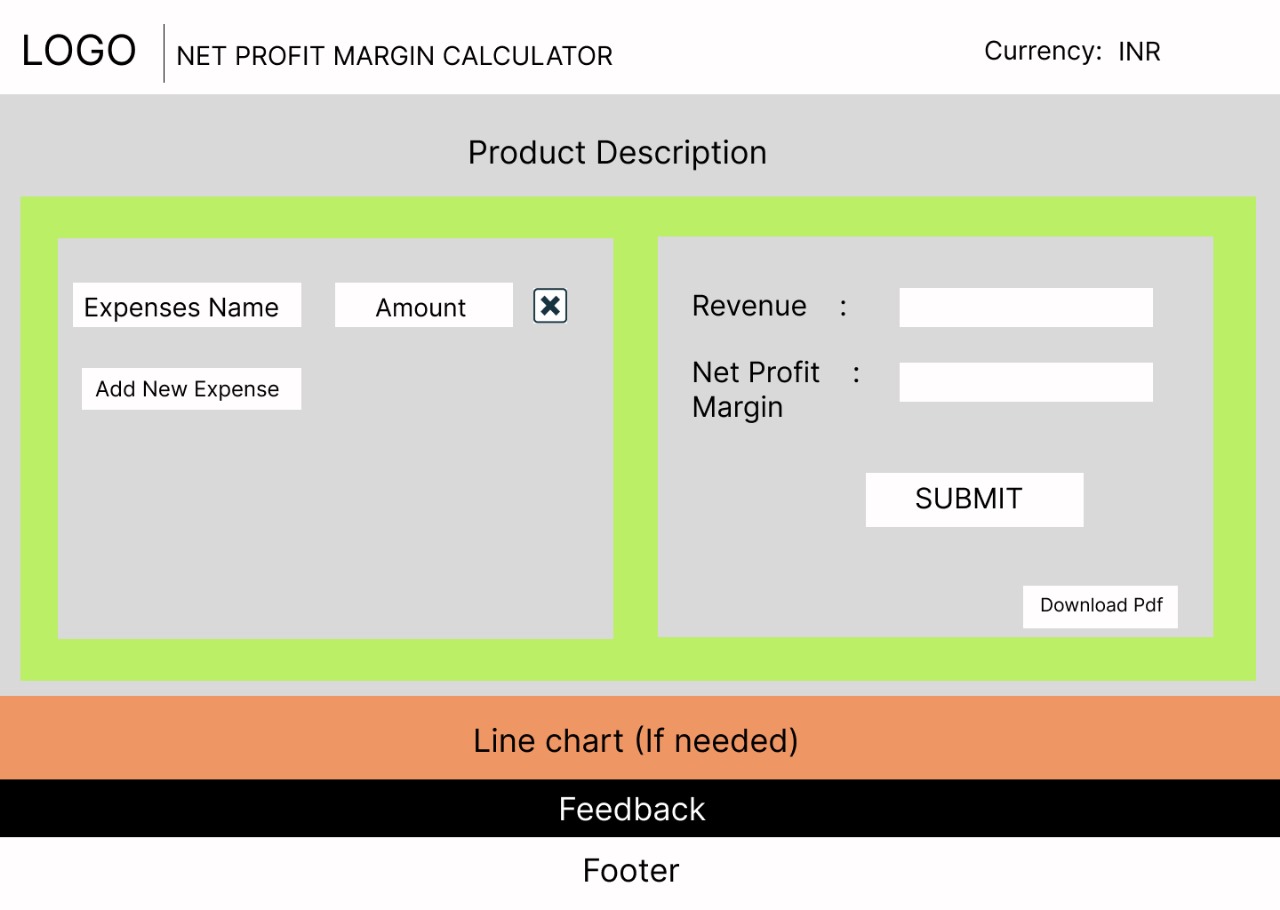 LOGO
NET PROFIT MARGIN CALCULATOR
Currency: INR
Product Description
Expenses Name
Amount
Add New Expense
Revenue :
Net Profit :
Margin
SUBMIT
Download Pdf
Line chart (If needed)
Feedback
Footer